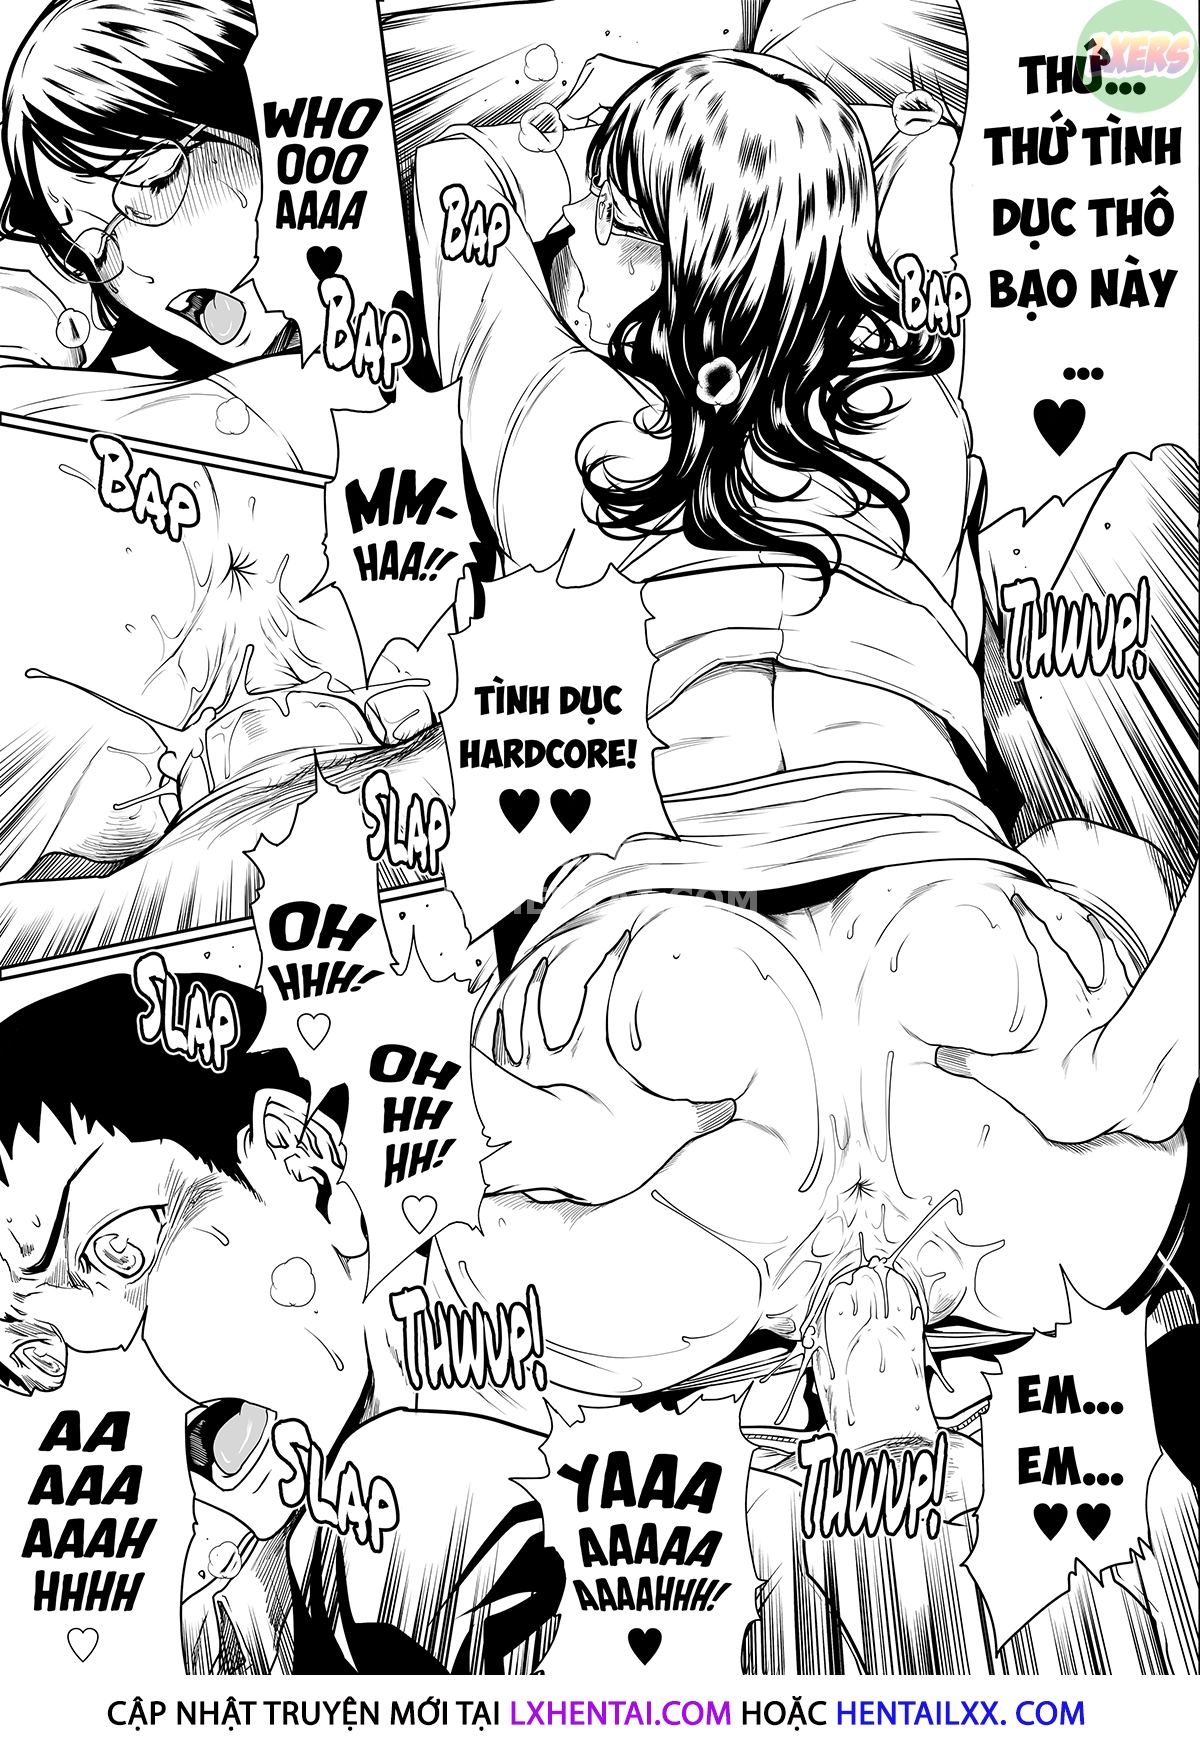 LXERS
THỨ...
THỨ TÌNH
DỤC THÔ
BẠO NÀY
...
♥
BAP
BAP
WHO
OOO
AAAA
♥
BAP
BAP
MM-
HAA!!
THWUP!
TÌNH DỤC
HARDCORE!
♥♥
SLAP
OH
HHH!
♡
SLAP
OH
HH
HH!
♡
THWUP!
EM...
EM...
♥♥
THWUP!
YAAA
AAAAA
AAAAHHH!
♥
SLAP
AA
AAA
AAAH
HHHH
♡
CẬP NHẬT TRUYỆN MỚI TẠI LXHENTAI.COM HOẶC HENTAILXX. COM